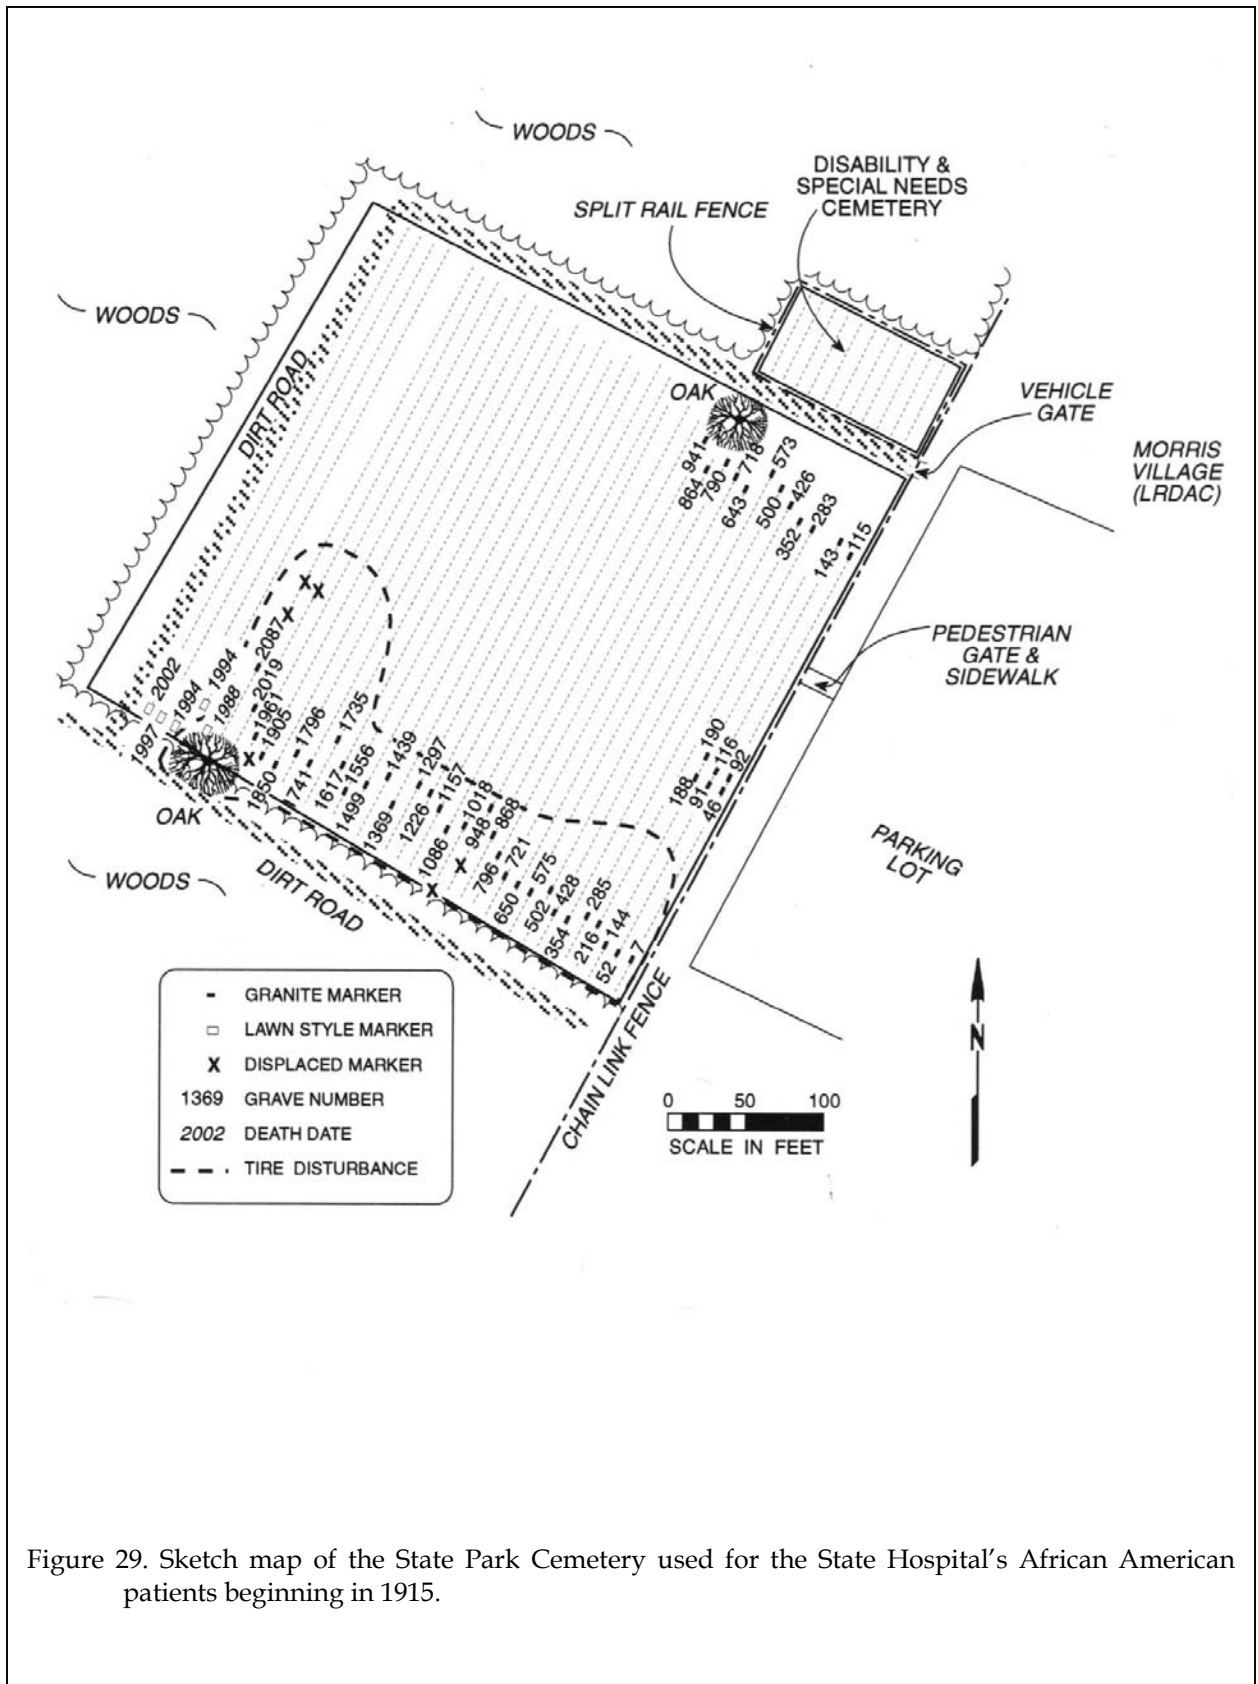 WOODS
DISABILITY &
SPECIAL NEEDS
CEMETERY
SPLIT RAIL FENCE
WOODS
DIRT ROAD
OAK
VEHICLE
GATE
MORRIS
VILLAGE
(LRDAC)
941
864
790
718
643
573
500
426
352
283
143
115
PEDESTRIAN
GATE &
SIDEWALK
2002
1997
1994
1994
1988
2087
2019
1961
1905
1850
1796
741
1735
1617
1556
1499
1439
1369
1297
1226
1157
1086
1018
948
868
796
721
650
575
502
428
354
285
216
144
52
7
190
188
116
91
92
46
OAK
WOODS
DIRT ROAD
PARKING
LOT
CHAIN LINK FENCE
GRANITE MARKER
LAWN STYLE MARKER
X DISPLACED MARKER
1369 GRAVE NUMBER
2002 DEATH DATE
TIRE DISTURBANCE
N
0 50 100
SCALE IN FEET
Figure 29. Sketch map of the State Park Cemetery used for the State Hospital’s African American
patients beginning in 1915.